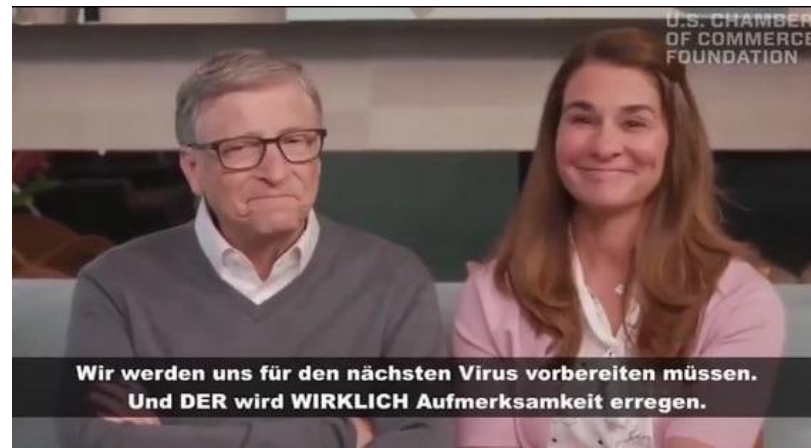 U.S. CHAMBER
OF COMMERCE
FOUNDATION
Wir werden uns für den nächsten Virus vorbereiten müssen.
Und DER wird WIRKLICH Aufmerksamkeit erregen.